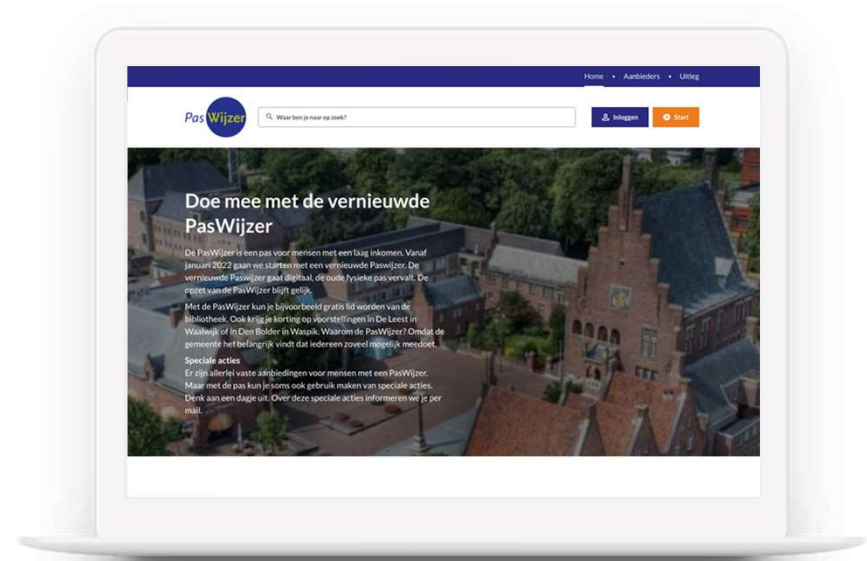 Home • Aanbieders • Uitleg
PasWijzer
Waar ben je naar op zoek?
Inloggen
Start
Doe mee met de vernieuwde
PasWijzer
De PasWijzer is een pas voor mensen met een laag inkomen. Vanaf
januari 2022 gaan we starten met een vernieuwde Paswijzer. De
vernieuwde Paswijzer gaat digitaal, de oude fysieke pas vervalt. De
opzet van de PasWijzer blijft gelijk.
Met de PasWijzer kun je bijvoorbeeld gratis lid worden van de
bibliotheek. Ook krijg je korting op voorstellingen in De Leest in
Waalwijk of in Den Bolder in Waspik. Waarom de PasWijzer? Omdat de
gemeente het belangrijk vindt dat iedereen zoveel mogelijk meedoet.
Speciale acties
Er zijn allerlei vaste aanbiedingen voor mensen met een PasWijzer.
Maar met de pas kun je soms ook gebruik maken van speciale acties.
Denk aan een dagje uit. Over deze speciale acties informeren we je per
mail.